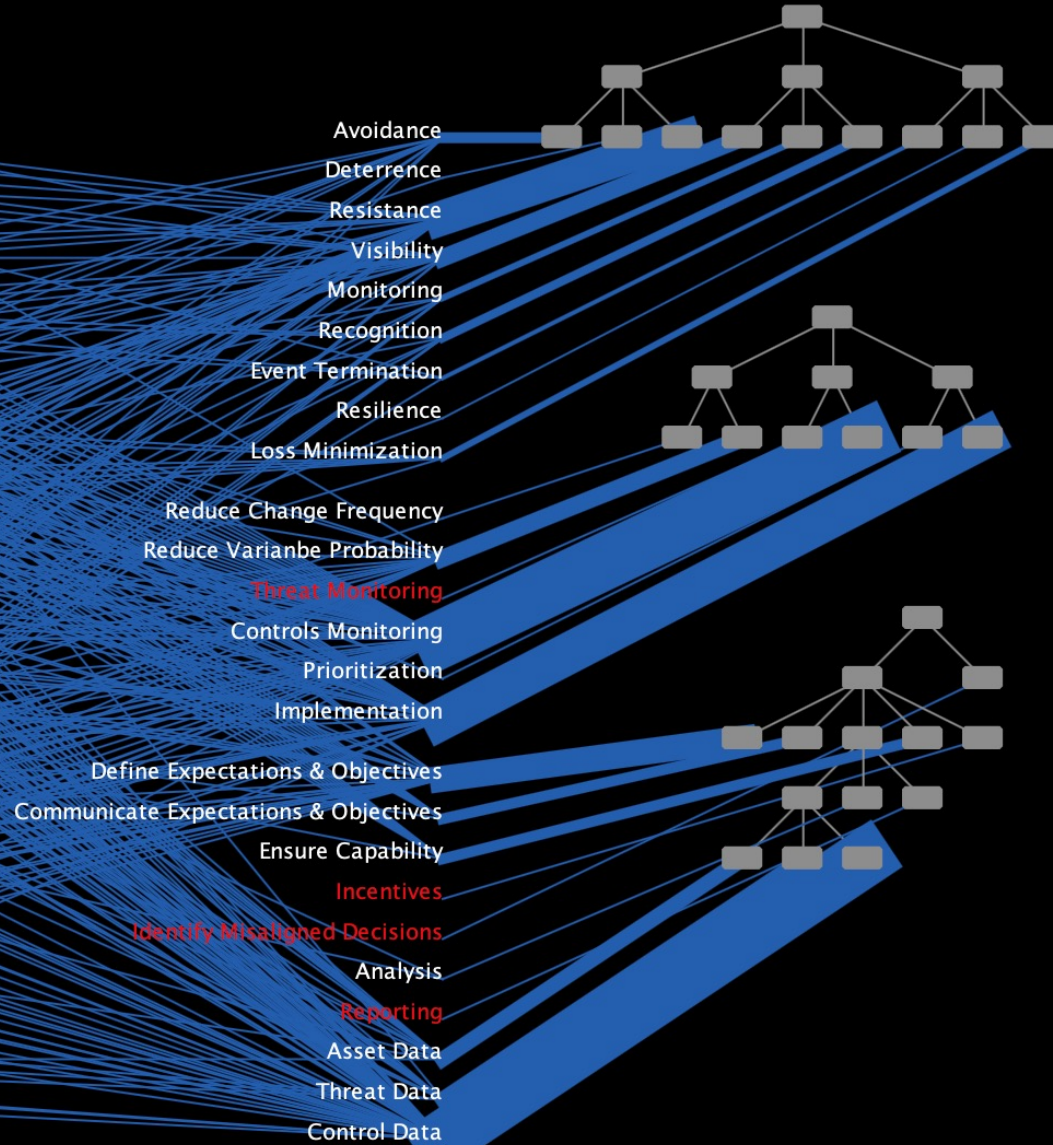 Avoidance
Deterrence
Resistance
Visibility
Monitoring
Recognition
Event Termination
Resilience
Loss Minimization
Reduce Change Frequency
Reduce Varianbe Probability
Threat Monitoring
Controls Monitoring
Prioritization
Implementation
Define Expectations & Objectives
Communicate Expectations & Objectives
Ensure Capability
Incentives
Identify Misaligned Decisions
Analysis
Reporting
Asset Data
Threat Data
Control Data